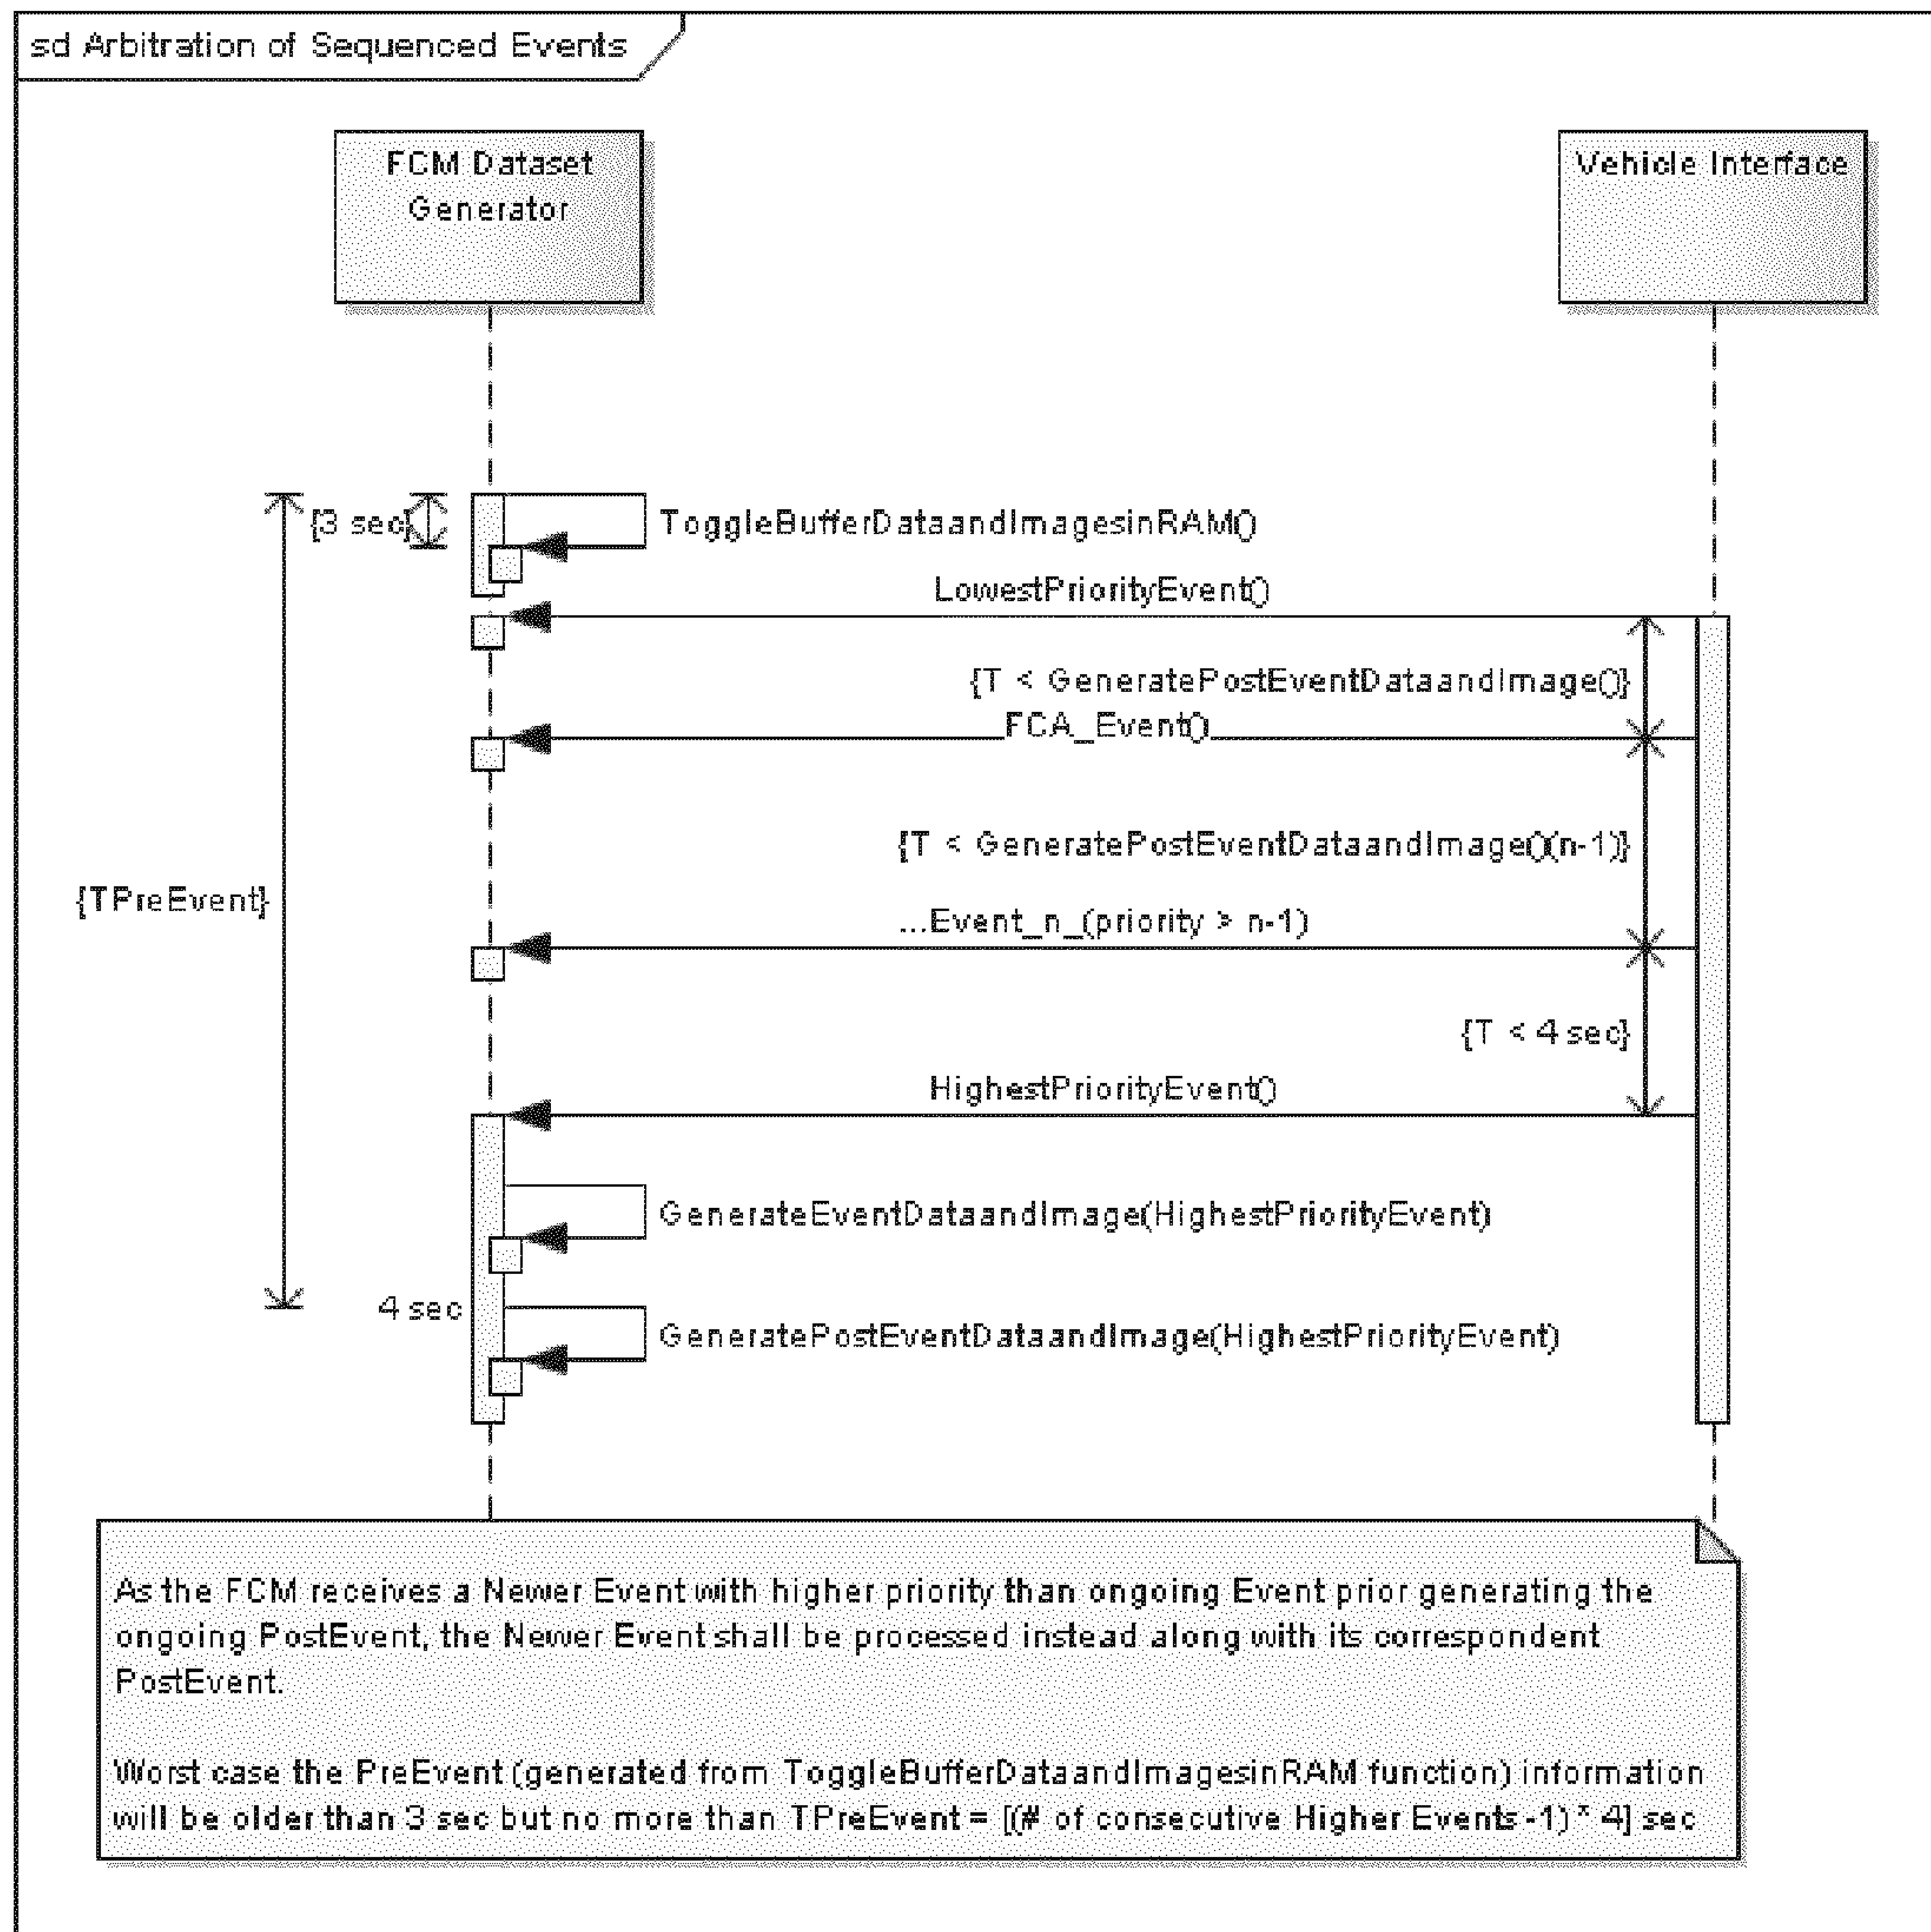 sd Arbitration of Sequenced Events
FCM Dataset
Generator
Vehicle Interface
{3 sec}
ToggleBufferDataandImagesinRAM()
LowestPriorityEvent()
{T < GeneratePostEventDataandImage()}
FCA_Event()
{T < GeneratePostEventDataandImage()(n-1)}
{TPreEvent}
...Event_n_(priority > n-1)
{T < 4 sec}
HighestPriorityEvent()
GenerateEventDataandImage(HighestPriorityEvent)
4 sec
GeneratePostEventDataandImage(HighestPriorityEvent)
As the FCM receives a Newer Event with higher priority than ongoing Event prior generating the
ongoing PostEvent, the Newer Event shall be processed instead along with its correspondent
PostEvent.
Worst case the PreEvent (generated from ToggleBufferDataandImagesinRAM function) information
will be older than 3 sec but no more than TPreEvent = [(# of consecutive Higher Events -1) * 4] sec